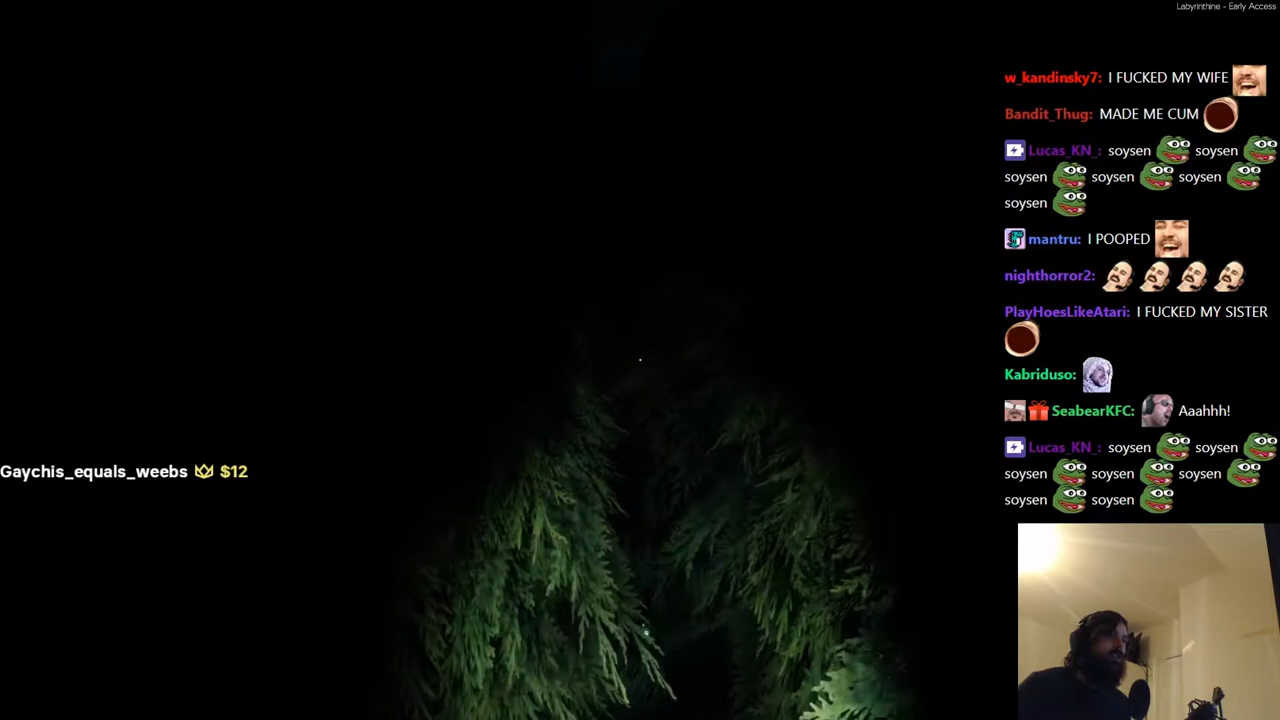 Labyrinthine - Early Access
w_kandinsky7: I FUCKED MY WIFE
Bandit_Thug: MADE ME CUM
Lucas_KN_: soysen soysen
soysen soysen soysen
soysen
mantru: I POOPED
nighthorror2:
PlayHoesLikeAtari: I FUCKED MY SISTER
Kabriduso:
SeabearKFC: Aaahhh!
Lucas_KN_: soysen soysen
soysen soysen soysen
soysen soysen
Gaychis_equals_weebs $12